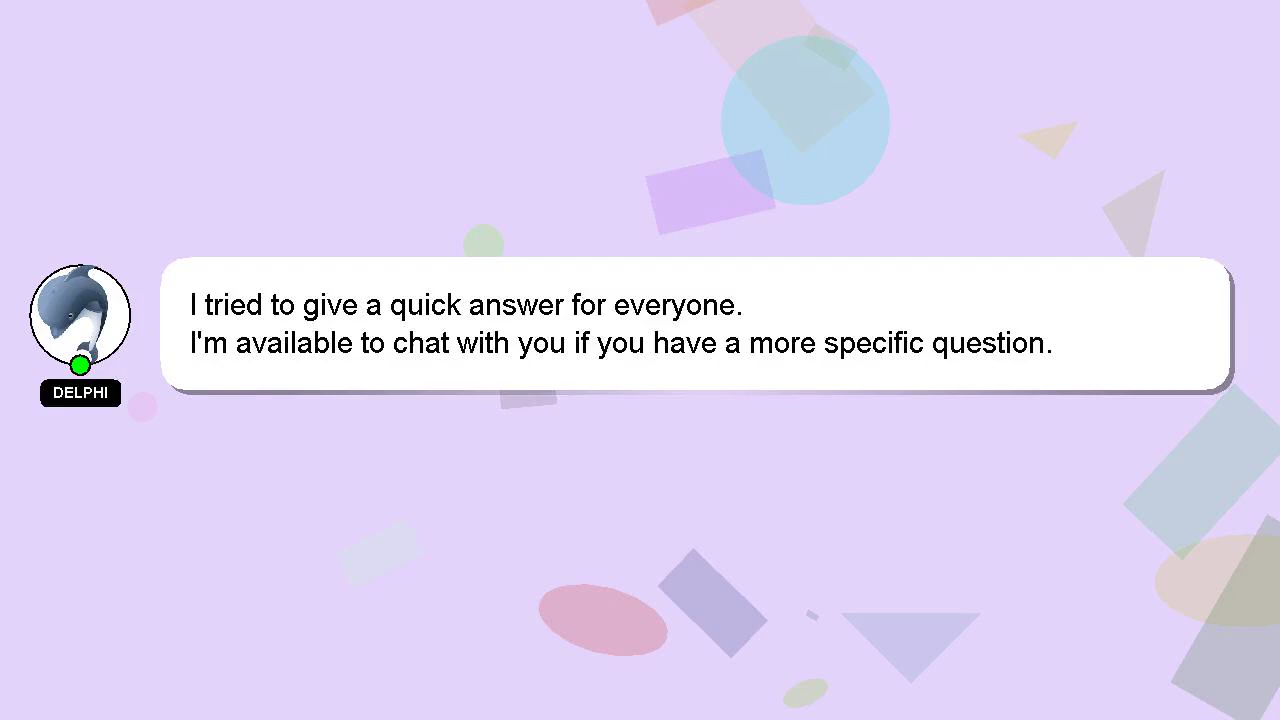 I tried to give a quick answer for everyone.
I'm available to chat with you if you have a more specific question.
DELPHI